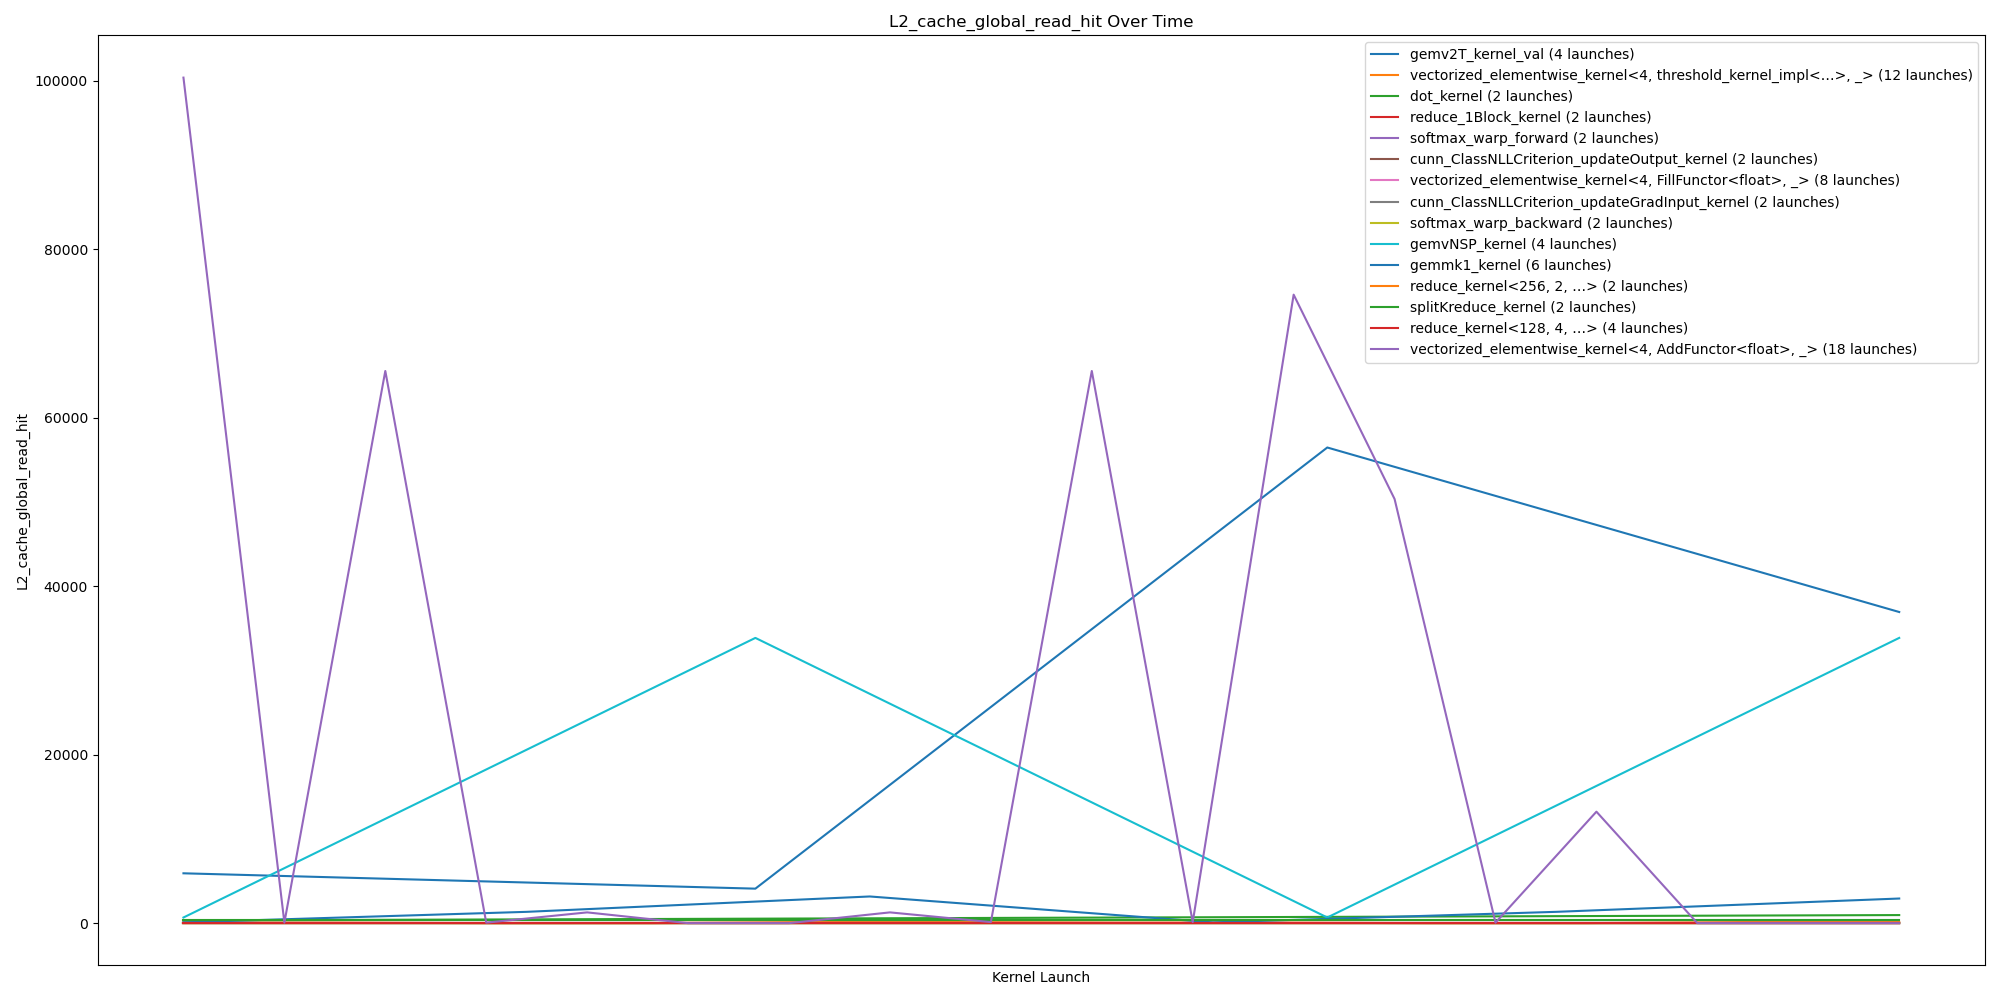 L2_cache_global_read_hit Over Time
gemv2T_kernel_val (4 launches)
vectorized_elementwise_kernel<4, threshold_kernel_impl<...>, _> (12 launches)
dot_kernel (2 launches)
reduce_1Block_kernel (2 launches)
softmax_warp_forward (2 launches)
cunn_ClassNLLCriterion_updateOutput_kernel (2 launches)
vectorized_elementwise_kernel<4, FillFunctor<float>, _> (8 launches)
cunn_ClassNLLCriterion_updateGradInput_kernel (2 launches)
softmax_warp_backward (2 launches)
gemvNSP_kernel (4 launches)
gemmk1_kernel (6 launches)
reduce_kernel<256, 2, ...> (2 launches)
splitKreduce_kernel (2 launches)
reduce_kernel<128, 4, ...> (4 launches)
vectorized_elementwise_kernel<4, AddFunctor<float>, _> (18 launches)
100000
80000
60000
40000
20000
0
L2_cache_global_read_hit
Kernel Launch